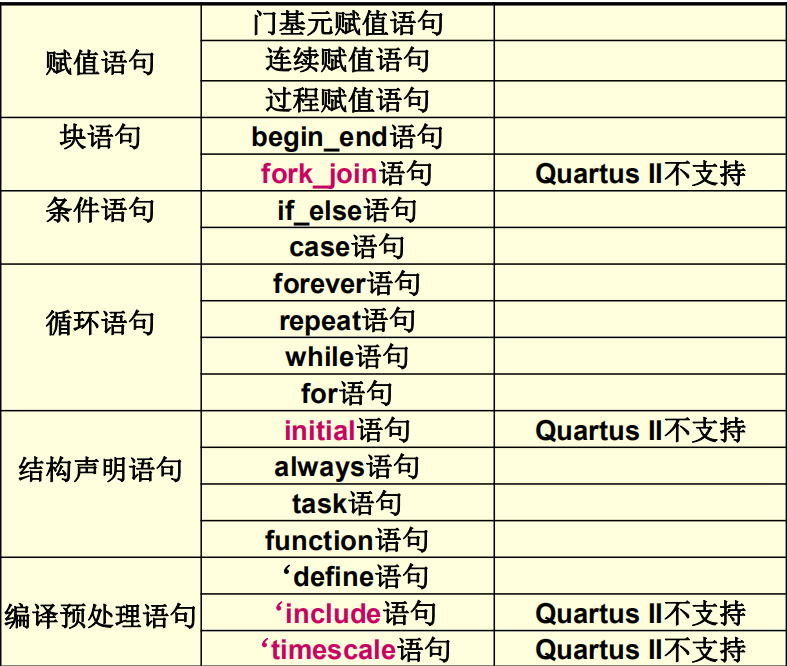 赋值语句
门基元赋值语句
连续赋值语句
过程赋值语句
块语句
begin_end语句
fork_join语句 Quartus II不支持
条件语句
if_else语句
case语句
循环语句
forever语句
repeat语句
while语句
for语句
结构声明语句
initial语句 Quartus II不支持
always语句
task语句
function语句
编译预处理语句
‘define语句
‘include语句 Quartus II不支持
‘timescale语句 Quartus II不支持